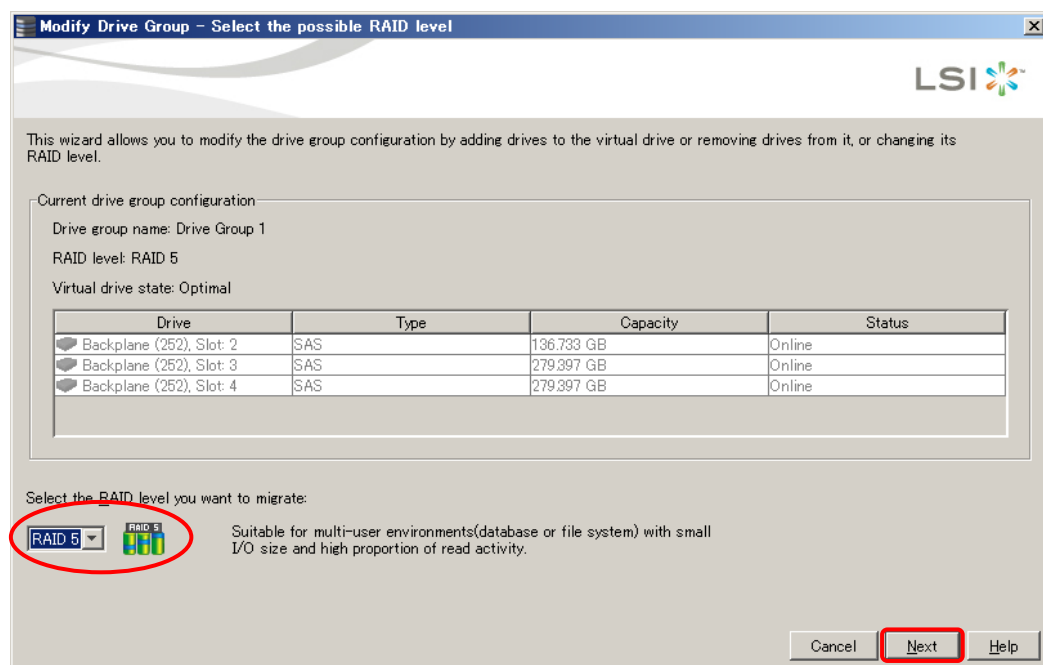 Modify Drive Group - Select the possible RAID level
LSI™
This wizard allows you to modify the drive group configuration by adding drives to the virtual drive or removing drives from it, or changing its
RAID level.
Current drive group configuration
Drive group name: Drive Group 1
RAID level: RAID 5
Virtual drive state: Optimal
Drive Type Capacity Status
Backplane (252), Slot: 2 SAS 136.733 GB Online
Backplane (252), Slot: 3 SAS 279.397 GB Online
Backplane (252), Slot: 4 SAS 279.397 GB Online
Select the RAID level you want to migrate:
RAID 5 RAID 5 Suitable for multi-user environments(database or file system) with small
I/O size and high proportion of read activity.
Cancel Next Help